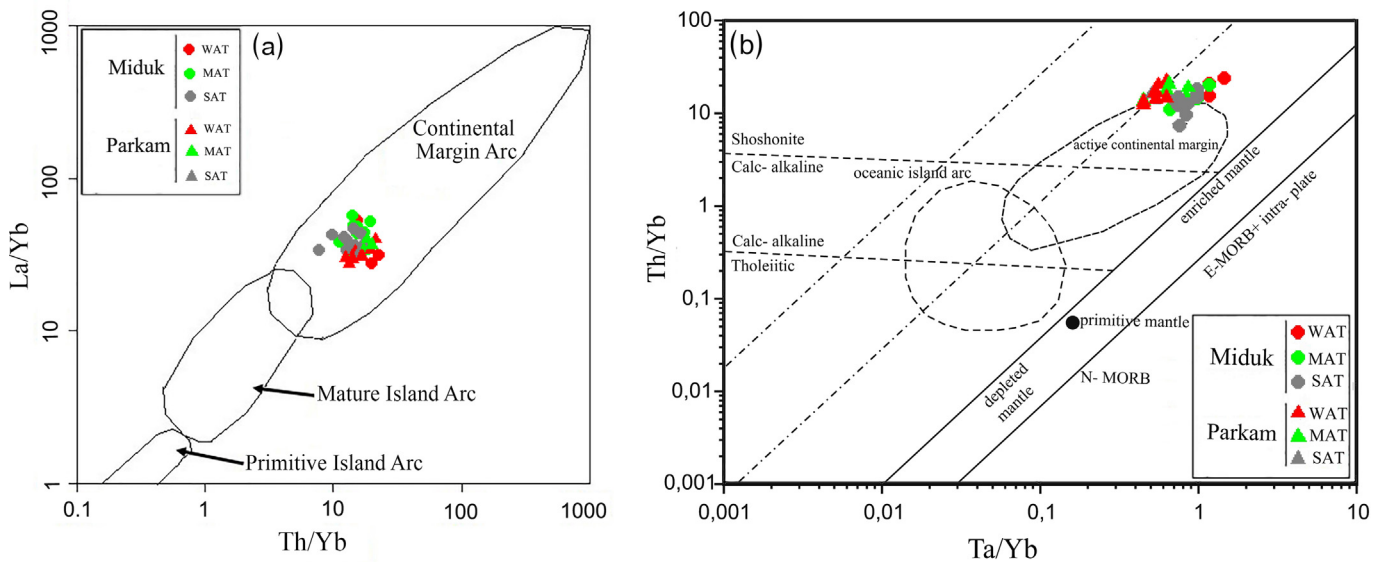 (a)
Miduk
WAT
MAT
SAT
Parkam
WAT
MAT
SAT
Continental
Margin Arc
Mature Island Arc
Primitive Island Arc
La/Yb
1000
100
10
1
0.1
1
10
100
1000
Th/Yb
(b)
Th/Yb
100
10
1
0,1
0,01
0,001
Shoshonite
Calc- alkaline
Calc- alkaline
Tholeiitic
oceanic island arc
active continental margin
enriched mantle
E-MORB+ intra- plate
primitive mantle
N- MORB
depleted
mantle
Miduk
WAT
MAT
SAT
Parkam
WAT
MAT
SAT
0,001
0,01
0,1
1
10
Ta/Yb